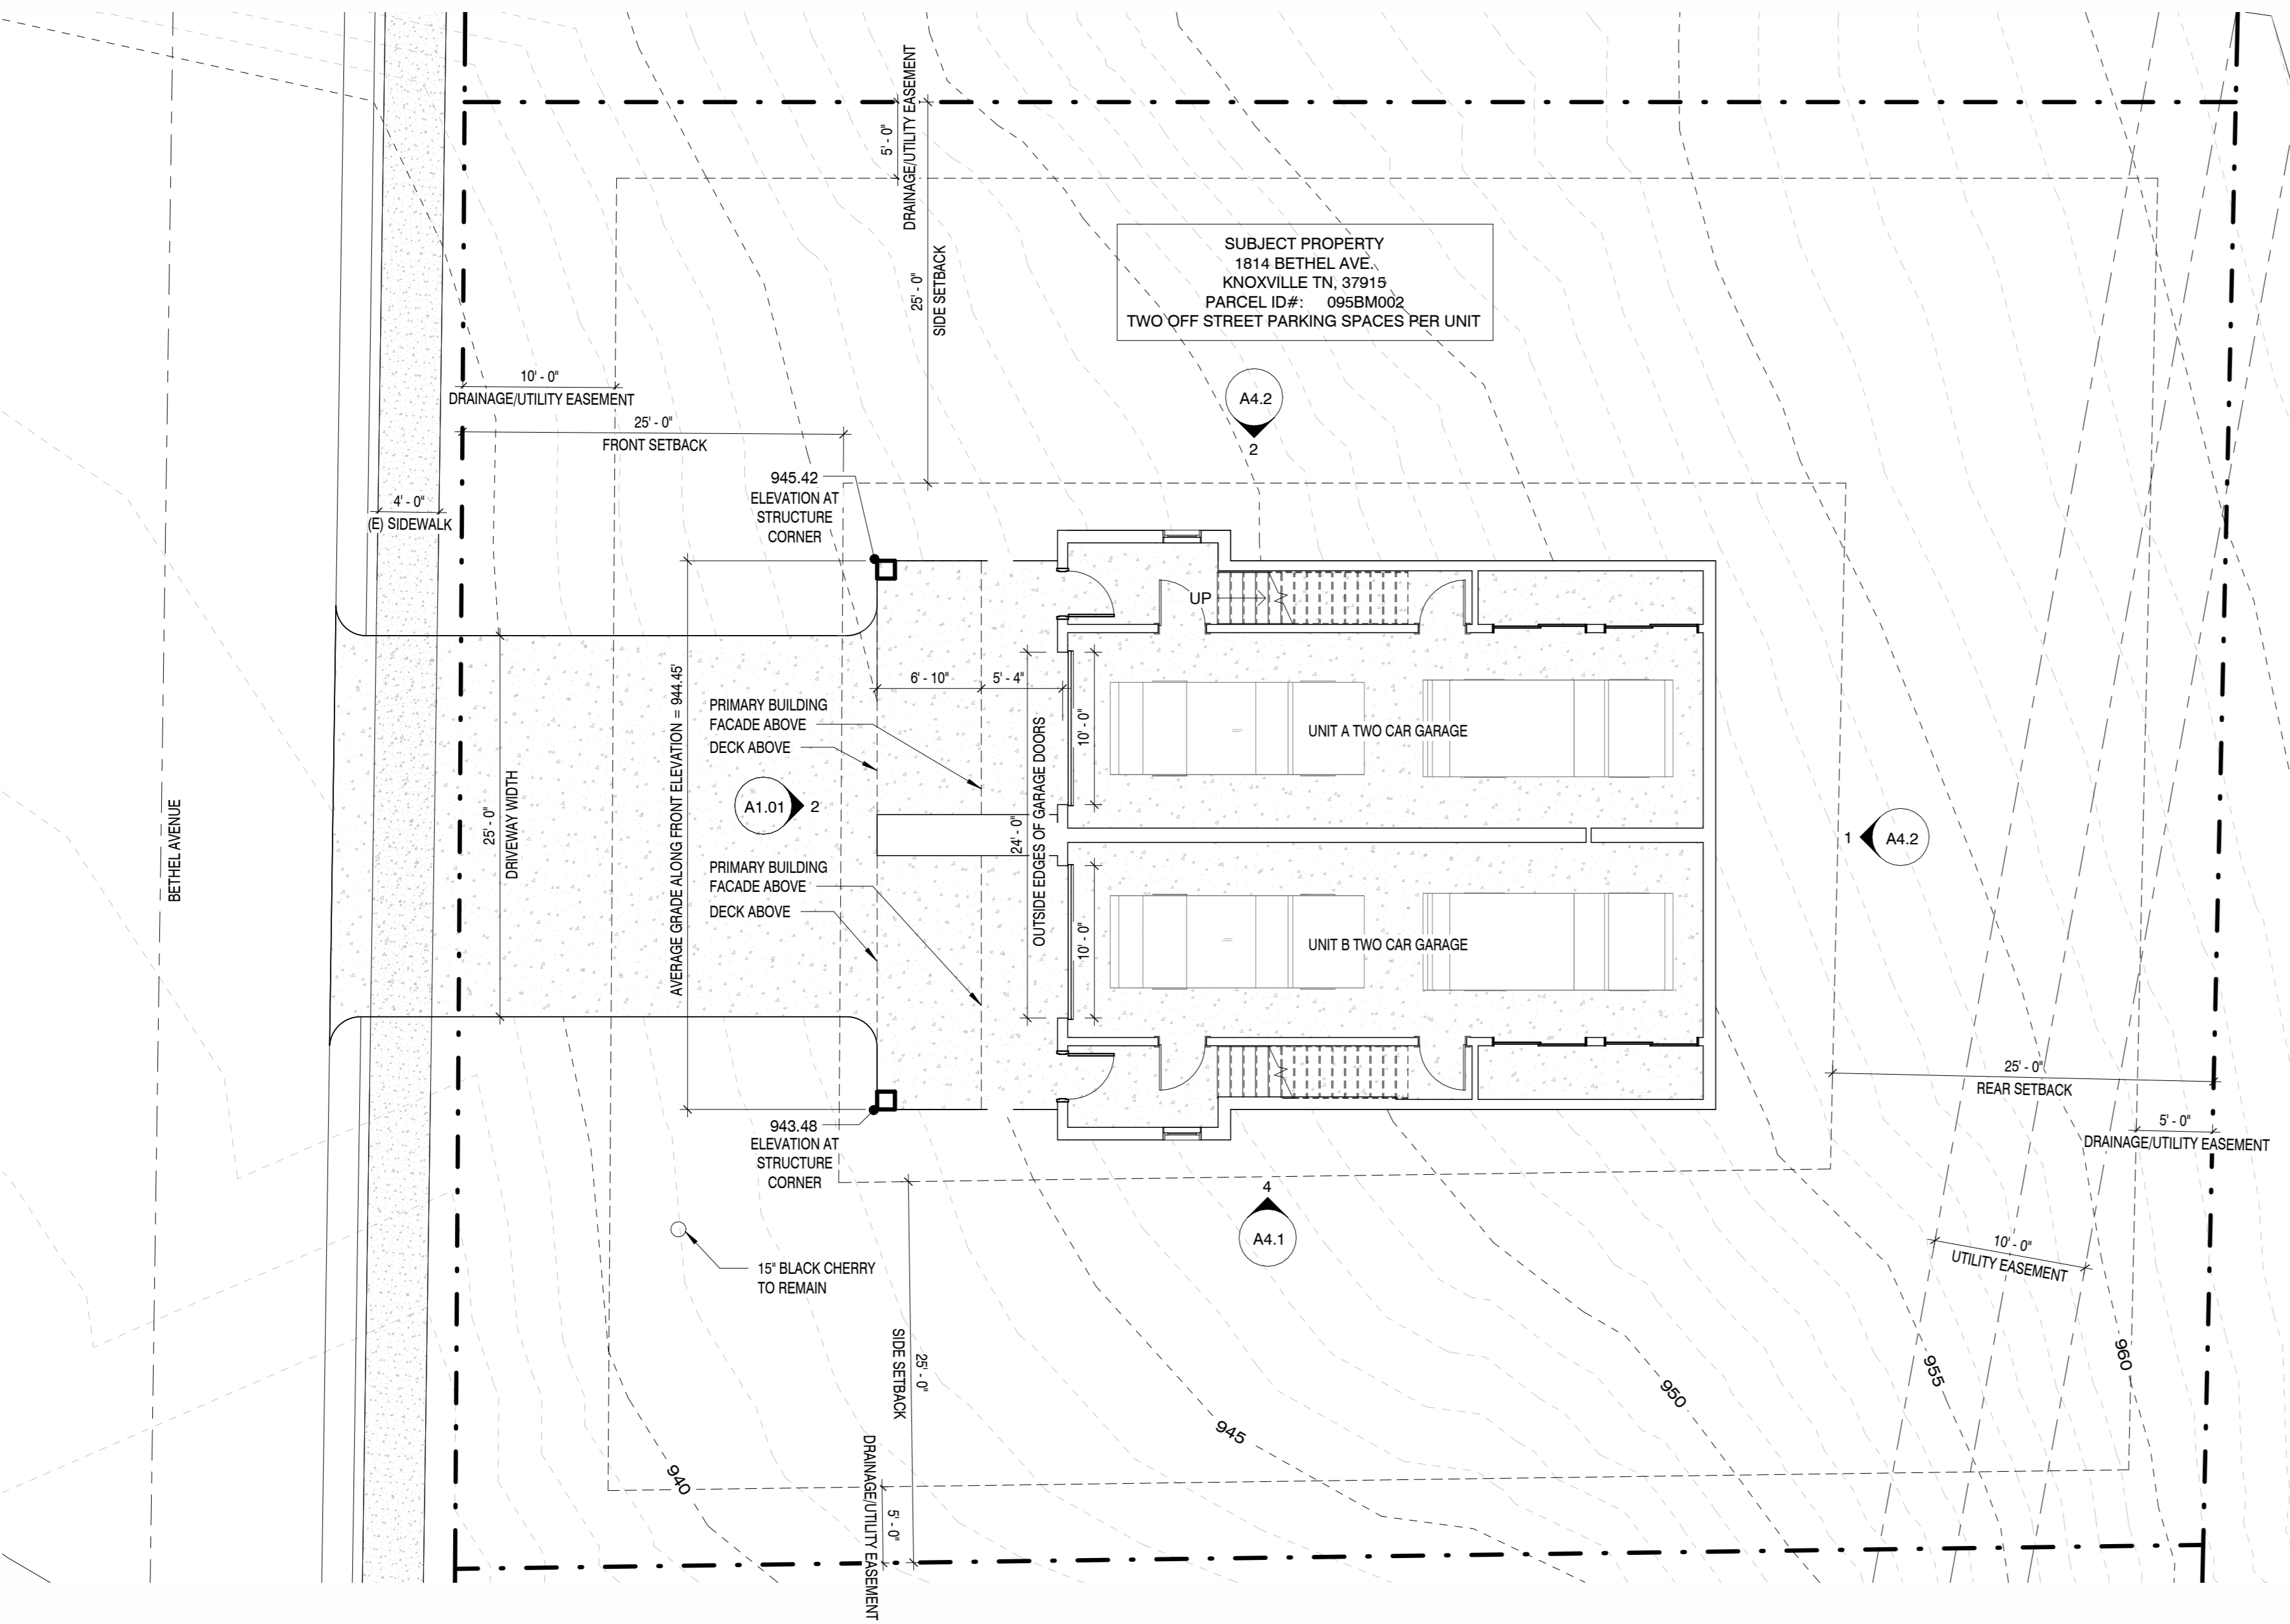 5' - 0"
DRAINAGE/UTILITY EASEMENT
25' - 0"
SIDE SETBACK
SUBJECT PROPERTY
1814 BETHEL AVE.
KNOXVILLE TN, 37915
PARCEL ID#: 095BM002
TWO OFF STREET PARKING SPACES PER UNIT
10' - 0"
DRAINAGE/UTILITY EASEMENT
25' - 0"
FRONT SETBACK
A4.2
2
945.42
ELEVATION AT
STRUCTURE
CORNER
4' - 0"
(E) SIDEWALK
UP
AVERAGE GRADE ALONG FRONT ELEVATION = 944.45'
6' - 10"
5' - 4"
PRIMARY BUILDING
FACADE ABOVE
DECK ABOVE
10' - 0"
UNIT A TWO CAR GARAGE
A1.01
2
BETHEL AVENUE
25' - 0"
DRIVEWAY WIDTH
24' - 0"
OUTSIDE EDGES OF GARAGE DOORS
1
A4.2
PRIMARY BUILDING
FACADE ABOVE
DECK ABOVE
10' - 0"
UNIT B TWO CAR GARAGE
25' - 0"
REAR SETBACK
5' - 0"
DRAINAGE/UTILITY EASEMENT
943.48
ELEVATION AT
STRUCTURE
CORNER
4
A4.1
15" BLACK CHERRY
TO REMAIN
10' - 0"
UTILITY EASEMENT
25' - 0"
SIDE SETBACK
960
955
950
945
940
5' - 0"
DRAINAGE/UTILITY EASEMENT